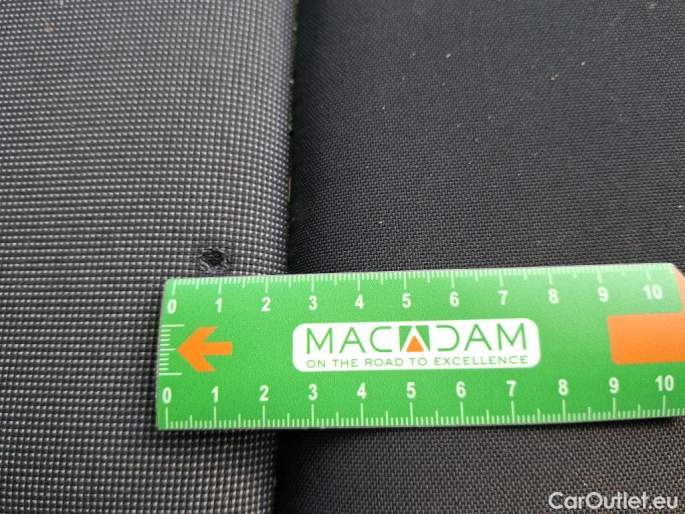 0 1 2 3 4 5 6 7 8 9 10
MACADAM
ON THE ROAD TO EXCELLENCE
0 1 2 3 4 5 6 7 8 9 10
CarOutlet.eu